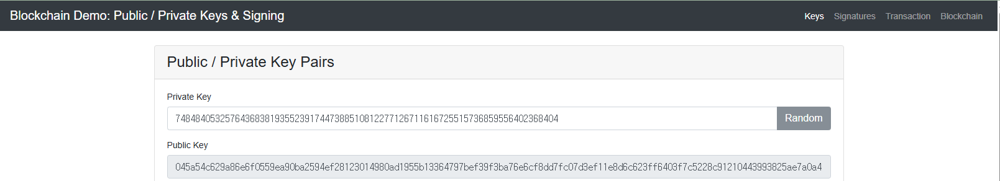 Blockchain Demo: Public / Private Keys & Signing
Keys Signatures Transaction Blockchain
Public / Private Key Pairs
Private Key
74848405325764368381935523917447388510812277126711616725515736859556402368404
Random
Public Key
045a54c629a86e6f0559ea90ba2594ef28123014980ad1955b13364797bef39f3ba76e6cf8dd7fc07d3ef11e8d6c623ff6403f7c5228c91210443993825ae7a0a4